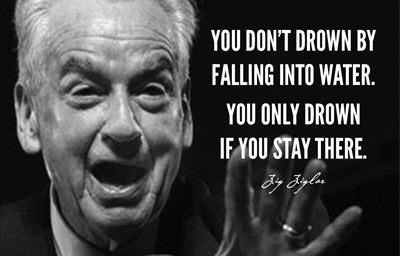 YOU DON'T DROWN BY
FALLING INTO WATER.
YOU ONLY DROWN
IF YOU STAY THERE.
Zig Ziglar